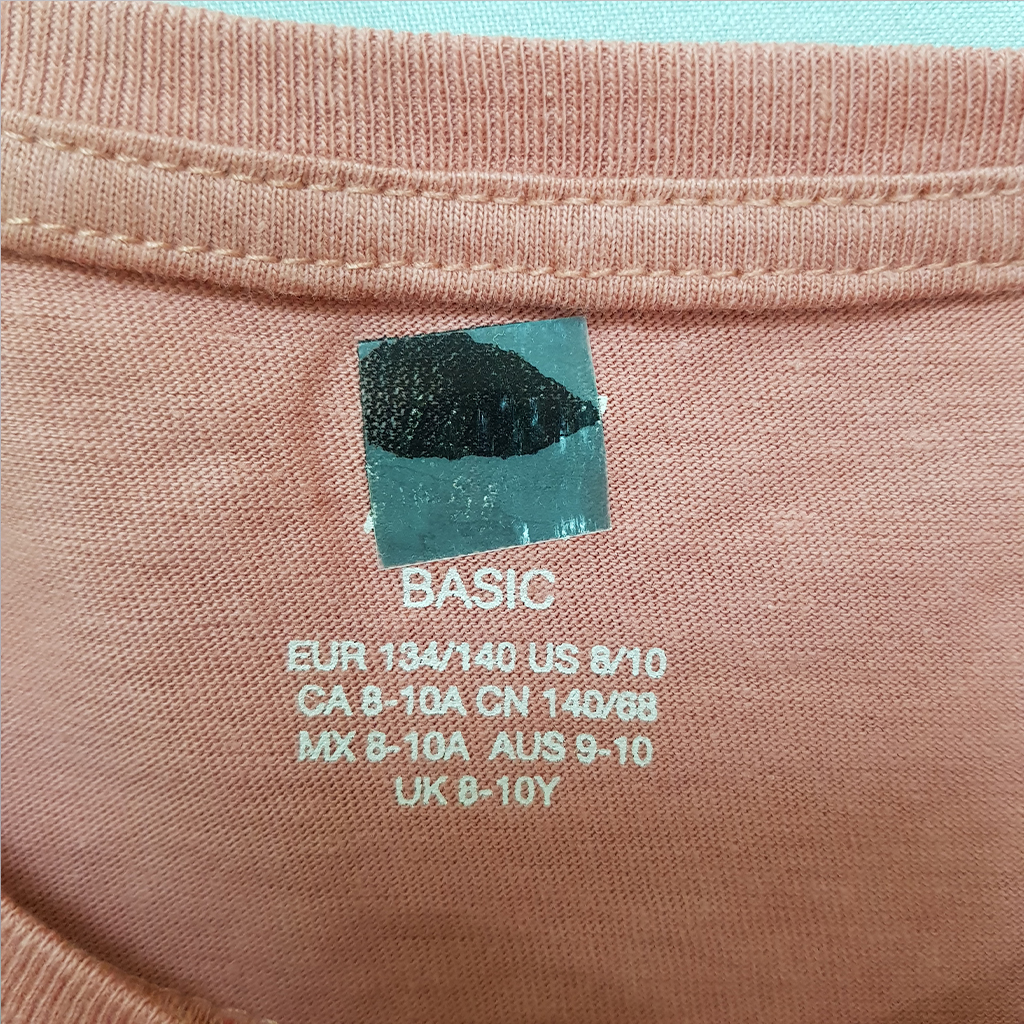 BASIC
EUR 134/140 US 8/10
CA 8-10A CN 140/68
MX 8-10A AUS 9-10
UK 8-10Y